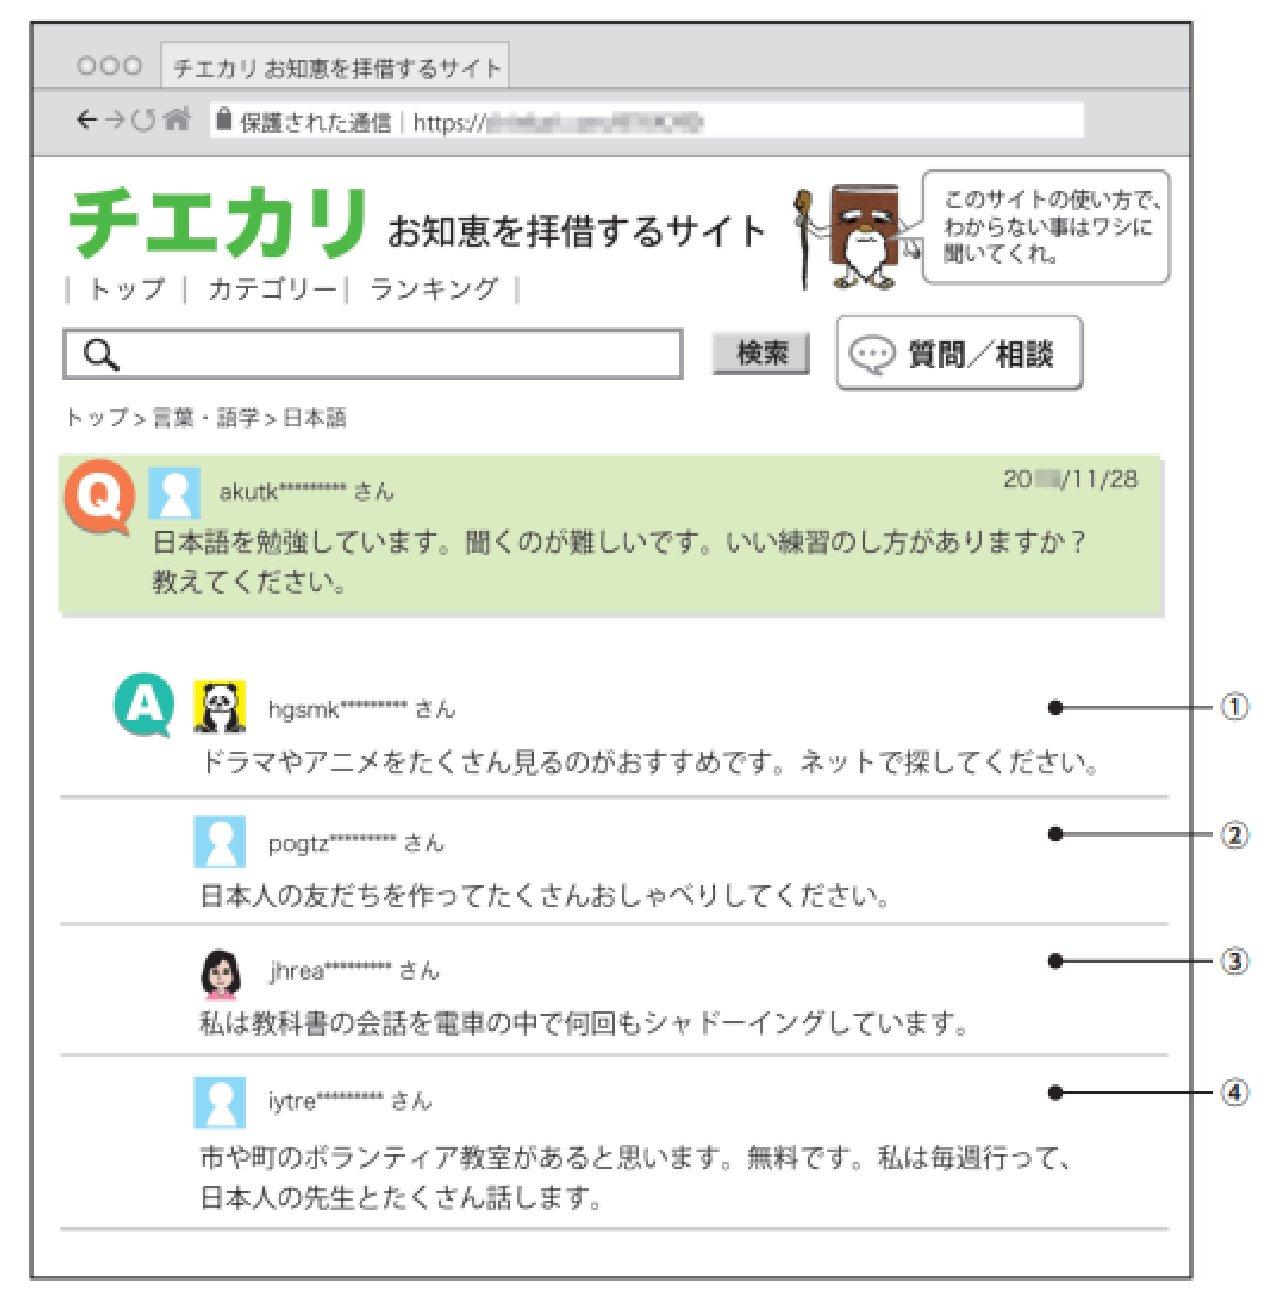 チエカリ お知恵を拝借するサイト
保護された通信 | https://
チエカリ お知恵を拝借するサイト
このサイトの使い方で、
わからない事はワシに
聞いてくれ。
| トップ | カテゴリー | ランキング |
検索
質問／相談
トップ > 言葉・語学 > 日本語
Q akutk********* さん
20 /11/28
日本語を勉強しています。聞くのが難しいです。いい練習のし方がありますか？
教えてください。
A hgsmk********* さん ①
ドラマやアニメをたくさん見るのがおすすめです。ネットで探してください。
pogtz********* さん ②
日本人の友だちを作ってたくさんおしゃべりしてください。
jhrea********* さん ③
私は教科書の会話を電車の中で何回もシャドーイングしています。
iytre********* さん ④
市や町のボランティア教室があると思います。無料です。私は毎週行って、
日本人の先生とたくさん話します。